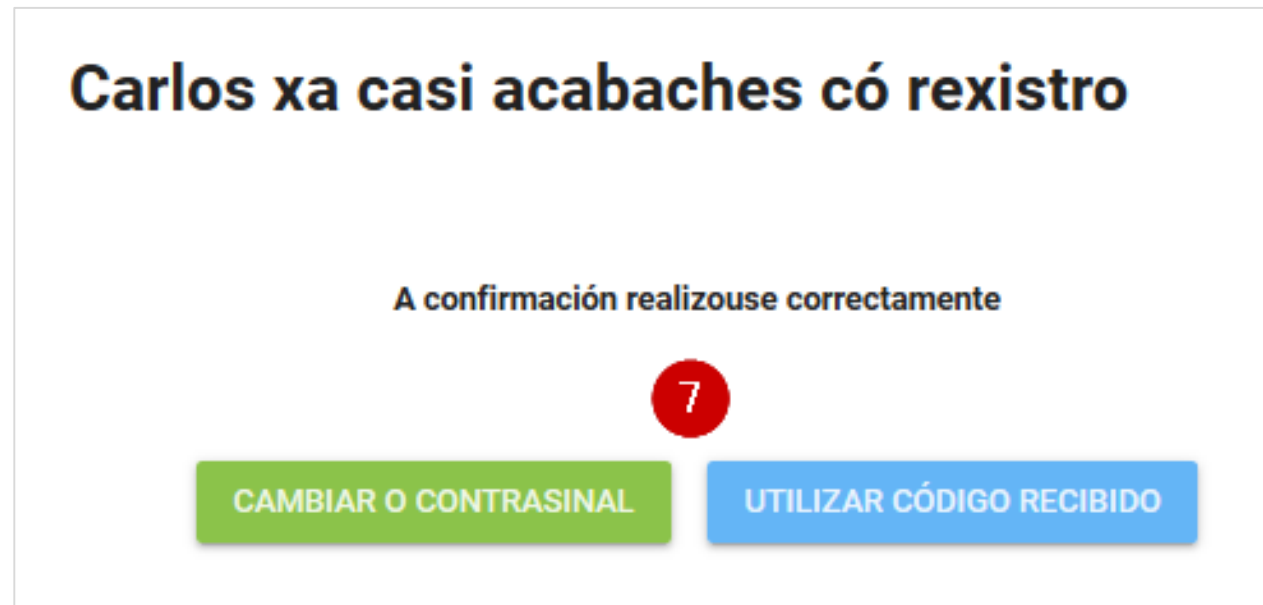 Carlos xa casi acabaches có rexistro
A confirmación realizouse correctamente
7
CAMBIAR O CONTRASINAL
UTILIZAR CÓDIGO RECIBIDO